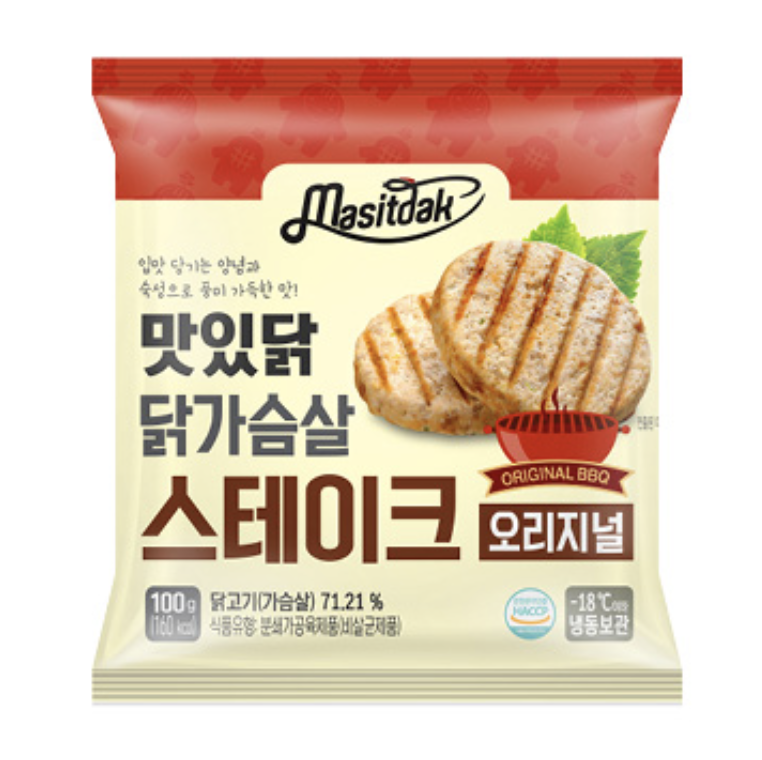 Masitdak
입맛 당기는 양념과
숙성으로 풍미 가득한 맛!
맛있닭
닭가슴살
스테이크
ORIGINAL BBQ
오리지널
100g
(160 kcal)
닭고기(가슴살) 71.21 %
식품유형: 분쇄가공육제품(비살균제품)
HACCP
-18℃이하
냉동보관